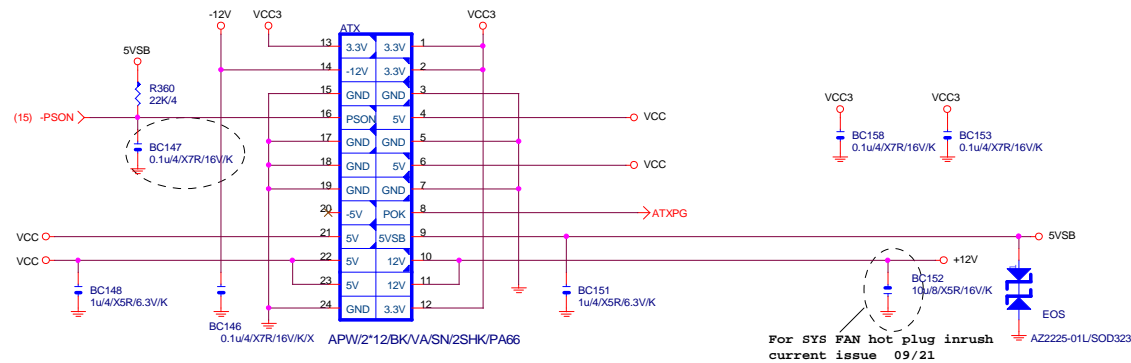 -12V
VCC3
VCC3
ATX
5VSB
R360
22K/4
(15) -PSON
BC147
0.1u/4/X7R/16V/K
13 3.3V 3.3V 1
14 -12V 3.3V 2
15 GND GND 3
16 PSON 5V 4
17 GND GND 5
18 GND 5V 6
19 GND GND 7
20 -5V POK 8
21 5V 5VSB 9
22 5V 12V 10
23 5V 12V 11
24 GND 3.3V 12
VCC
VCC
ATXPG
VCC
VCC
BC148
1u/4/X5R/6.3V/K
BC146
0.1u/4/X7R/16V/K/X
APW/2*12/BK/VA/SN/2SHK/PA66
BC151
1u/4/X5R/6.3V/K
VCC3
VCC3
BC158
0.1u/4/X7R/16V/K
BC153
0.1u/4/X7R/16V/K
5VSB
+12V
BC152
10u/8/X5R/16V/K
EOS
AZ2225-01L/SOD323
For SYS FAN hot plug inrush
current issue 09/21